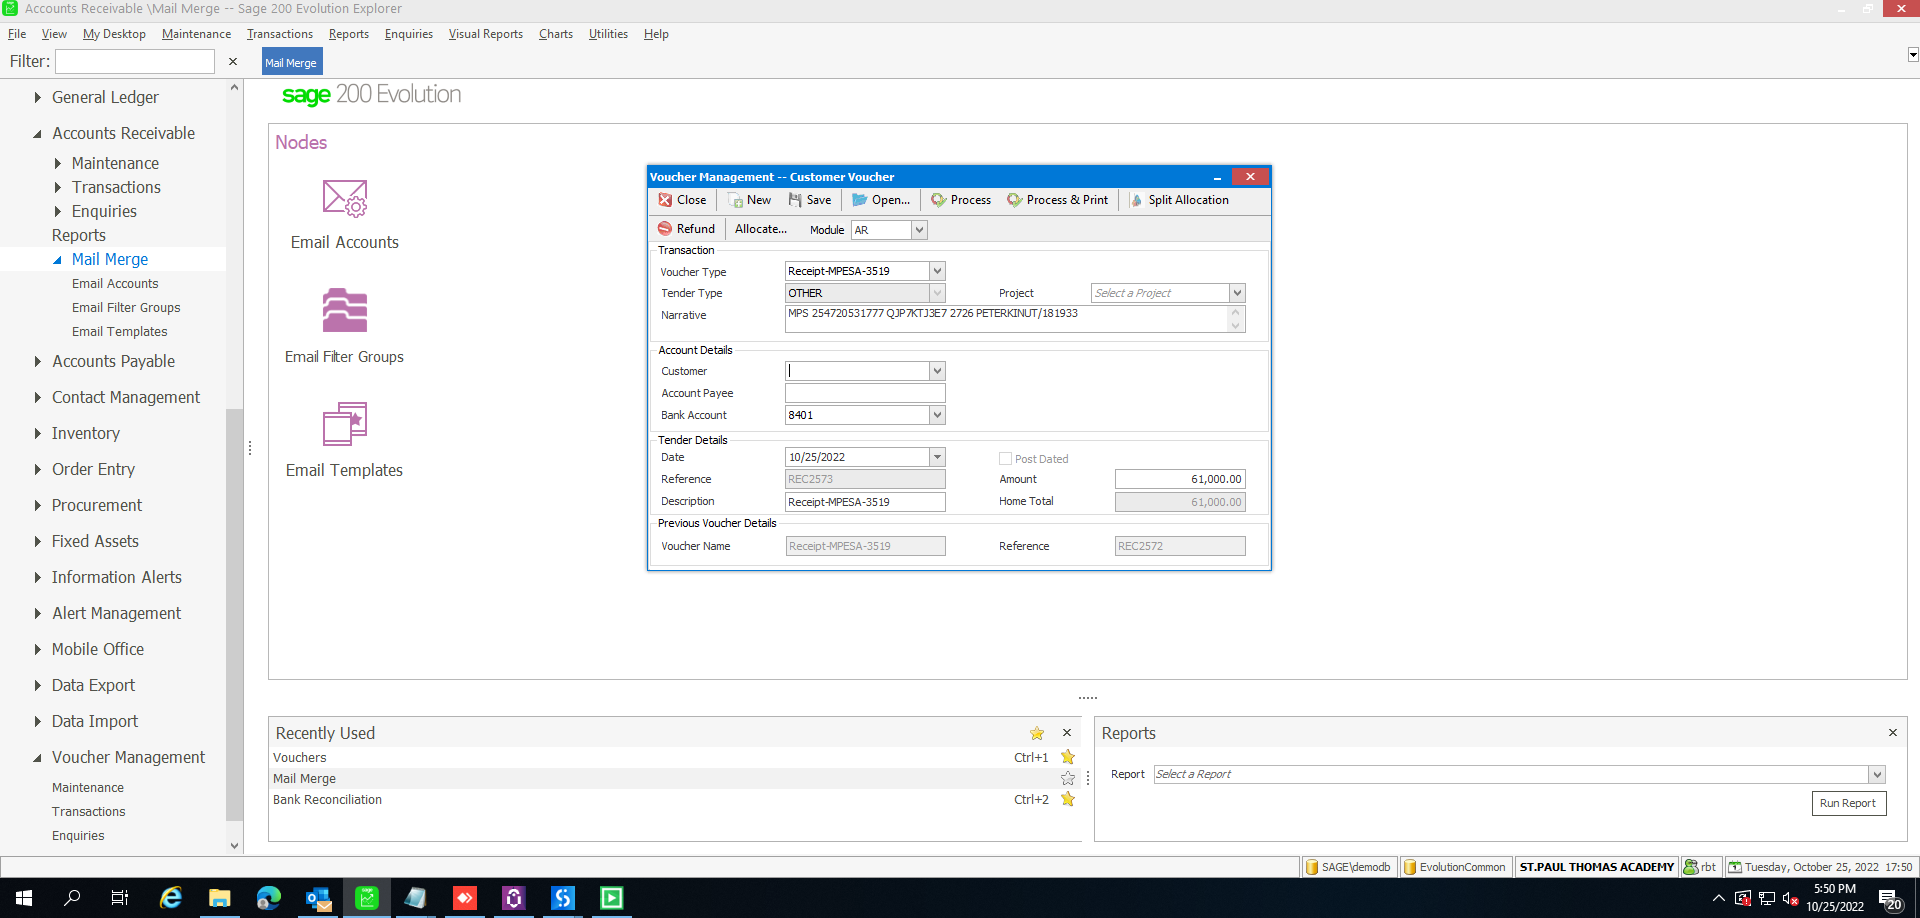 Accounts Receivable \Mail Merge -- Sage 200 Evolution Explorer
File View My Desktop Maintenance Transactions Reports Enquiries Visual Reports Charts Utilities Help
Filter:
Mail Merge
General Ledger
Accounts Receivable
Maintenance
Transactions
Enquiries
Reports
Mail Merge
Email Accounts
Email Filter Groups
Email Templates
Accounts Payable
Contact Management
Inventory
Order Entry
Procurement
Fixed Assets
Information Alerts
Alert Management
Mobile Office
Data Export
Data Import
Voucher Management
Maintenance
Transactions
Enquiries
sage 200 Evolution
Nodes
Email Accounts
Email Filter Groups
Email Templates
Voucher Management -- Customer Voucher
Close New Save Open... Process Process & Print Split Allocation
Refund Allocate... Module AR
Transaction
Voucher Type Receipt-MPESA-3519
Tender Type OTHER Project Select a Project
Narrative MPS 254720531777 QJP7KTJ3E7 2726 PETERKINUT/181933
Account Details
Customer
Account Payee
Bank Account 8401
Tender Details
Date 10/25/2022 Post Dated
Reference REC2573 Amount 61,000.00
Description Receipt-MPESA-3519 Home Total 61,000.00
Previous Voucher Details
Voucher Name Receipt-MPESA-3519 Reference REC2572
Recently Used
Vouchers Ctrl+1
Mail Merge
Bank Reconciliation Ctrl+2
Reports
Report Select a Report
Run Report
SAGE\demodb EvolutionCommon ST.PAUL THOMAS ACADEMY rbt Tuesday, October 25, 2022 17:50
5:50 PM
10/25/2022
20